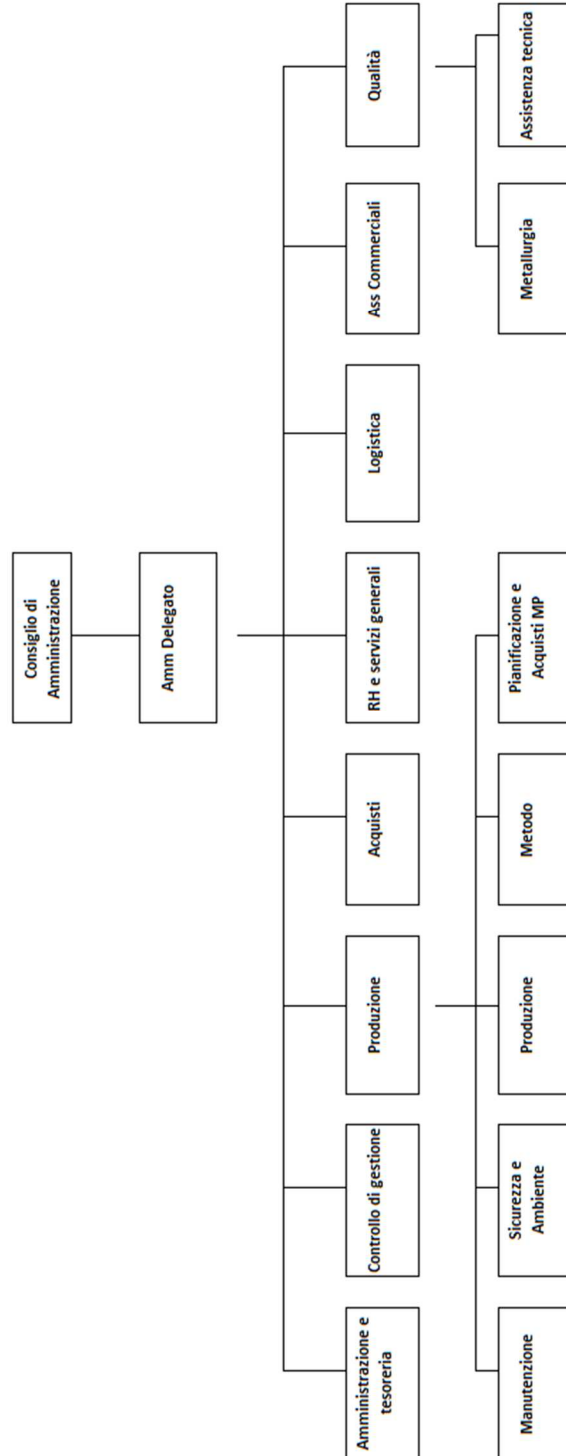 Consiglio di
Amministrazione
Amm Delegato
Amministrazione e
tesoreria
Controllo di gestione
Produzione
Acquisti
RH e servizi generali
Logistica
Ass Commerciali
Qualità
Manutenzione
Sicurezza e
Ambiente
Produzione
Metodo
Pianificazione e
Acquisti MP
Metallurgia
Assistenza tecnica